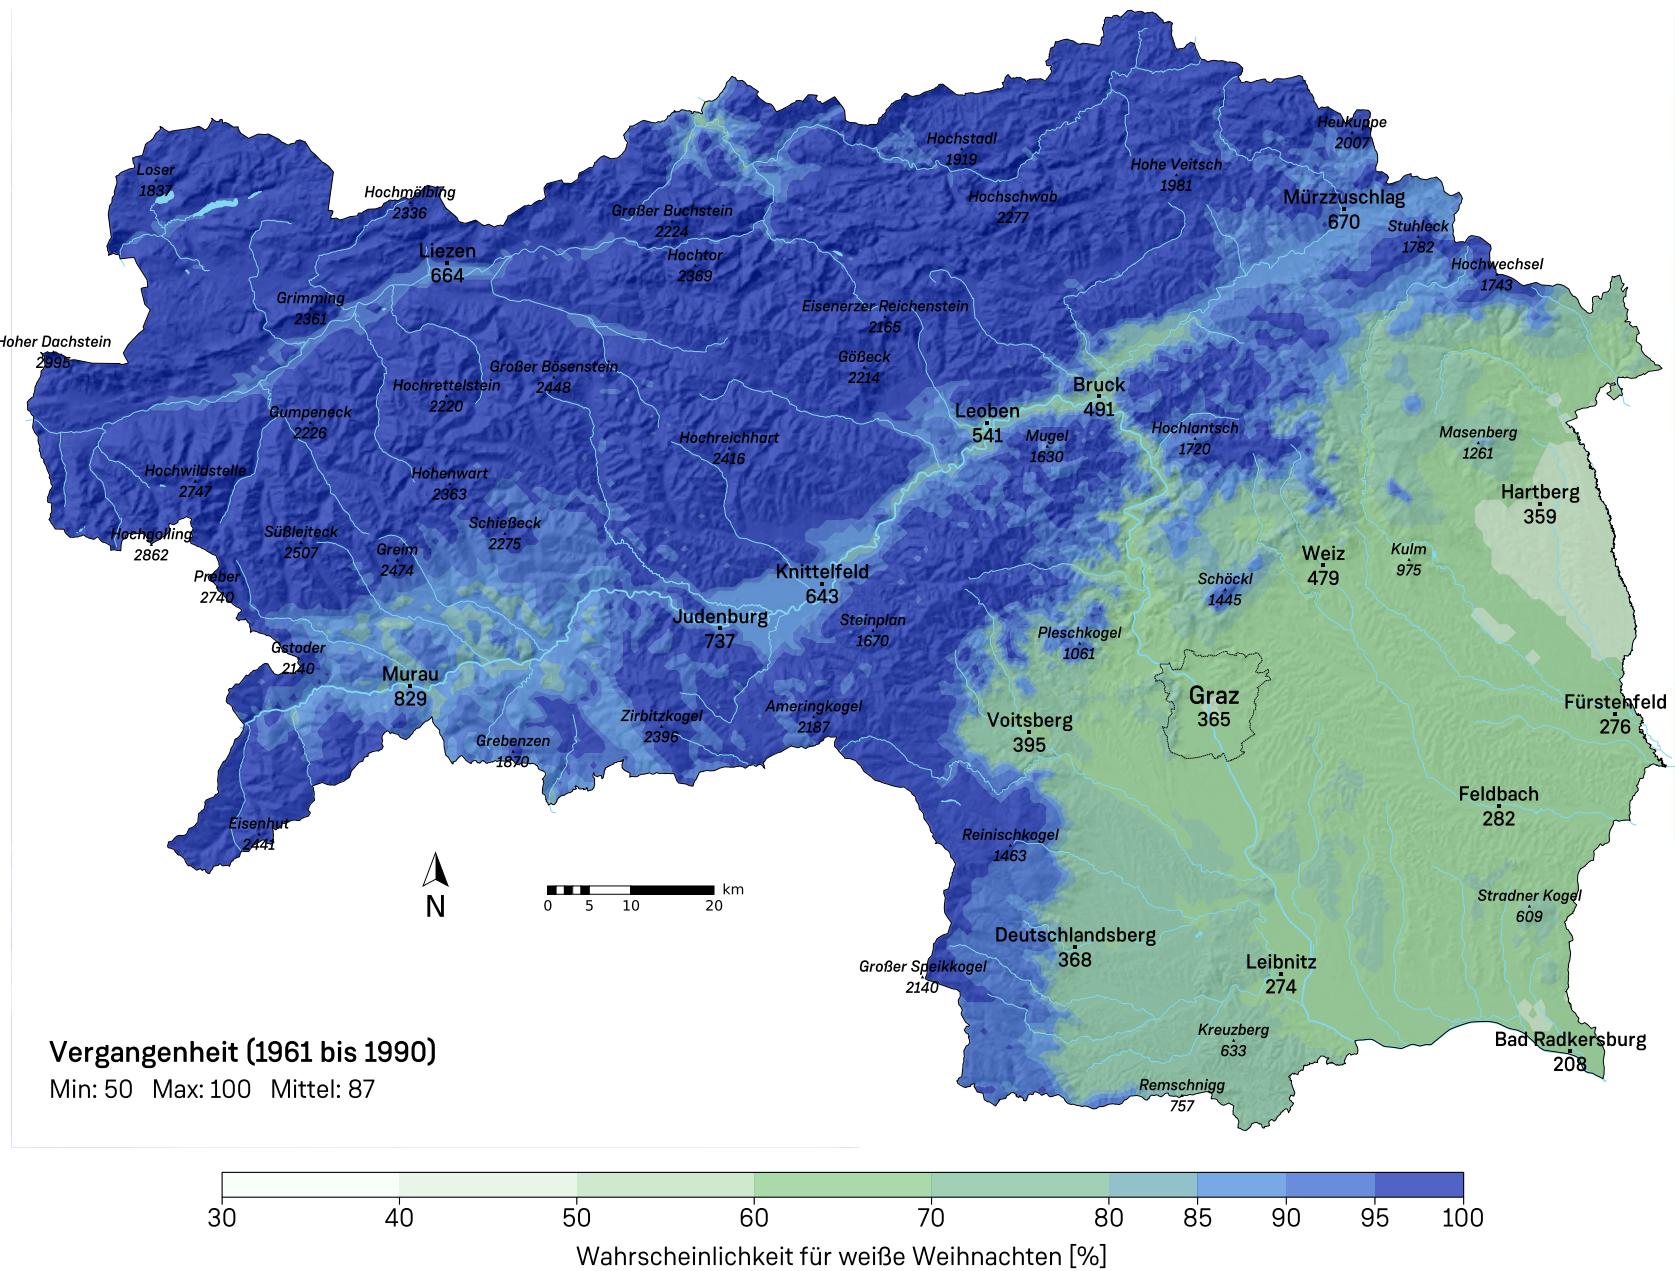 Heukuppe
2007
Hochstadl
1919
Hohe Veitsch
1981
Loser
1837
Hochmölbing
2336
Hochschwab
2277
Mürzzuschlag
670
Großer Buchstein
2224
Stuhleck
1782
Liezen
664
Hochtor
2369
Hochwechsel
1743
Grimming
2361
Eisenerzer Reichenstein
2165
Hoher Dachstein
2995
Gößeck
2214
Großer Bösenstein
2448
Hochrettelstein
2220
Bruck
491
Gumpeneck
2226
Leoben
541
Hochlantsch
1720
Masenberg
1261
Hochreichhart
2416
Mugel
1630
Hochwildstelle
2747
Hohenwart
2363
Hartberg
359
Hochgolling
2862
Süßleiteck
2507
Schießeck
2275
Greim
2474
Weiz
479
Kulm
975
Preber
2740
Knittelfeld
643
Schöckl
1445
Judenburg
737
Steinplan
1670
Pleschkogel
1061
Gstoder
2140
Murau
829
Graz
365
Fürstenfeld
276
Zirbitzkogel
2396
Ameringkogel
2187
Voitsberg
395
Grebenzen
1870
Feldbach
282
Eisenhut
2441
Reinischkogel
1463
N
km
0 5 10 20
Stradner Kogel
609
Deutschlandsberg
368
Großer Speikkogel
2140
Leibnitz
274
Kreuzberg
633
Bad Radkersburg
208
Remschnigg
757
Vergangenheit (1961 bis 1990)
Min: 50 Max: 100 Mittel: 87
30 40 50 60 70 80 85 90 95 100
Wahrscheinlichkeit für weiße Weihnachten [%]